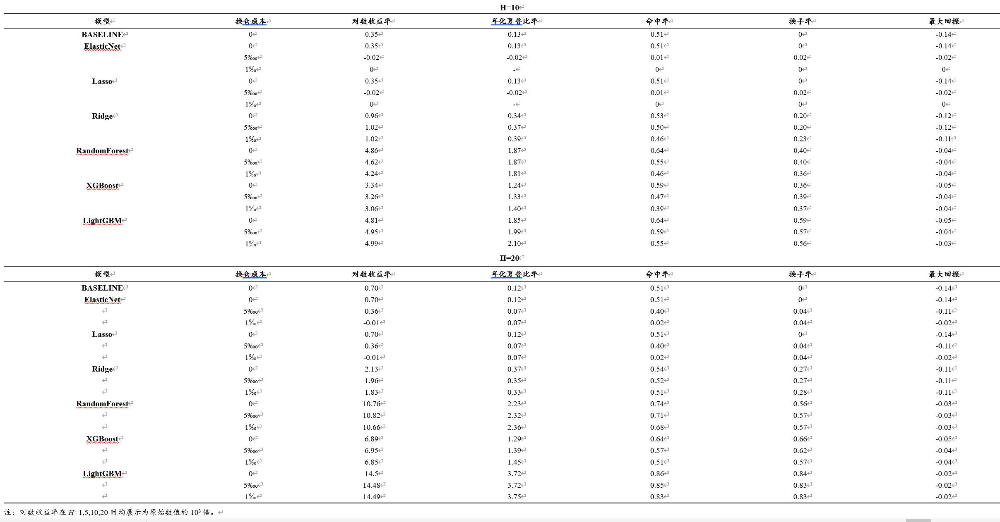 H=10
模型 换仓成本 对数收益率 年化夏普比率 命中率 换手率 最大回撤
BASELINE 0 0.35 0.13 0.51 0 -0.14
ElasticNet 0 0.35 0.13 0.51 0 -0.14
5‱ -0.02 -0.02 0.01 0.02 -0.02
1‰ 0 - 0 0 0
Lasso 0 0.35 0.13 0.51 0 -0.14
5‱ -0.02 -0.02 0.01 0.02 -0.02
1‰ 0 - 0 0 0
Ridge 0 0.96 0.34 0.53 0.20 -0.12
5‱ 1.02 0.37 0.50 0.20 -0.12
1‰ 1.02 0.39 0.46 0.23 -0.11
RandomForest 0 4.86 1.87 0.64 0.40 -0.04
5‱ 4.62 1.87 0.55 0.40 -0.04
1‰ 4.24 1.81 0.46 0.36 -0.04
XGBoost 0 3.34 1.24 0.59 0.36 -0.05
5‱ 3.26 1.33 0.47 0.39 -0.04
1‰ 3.06 1.40 0.39 0.37 -0.04
LightGBM 0 4.81 1.85 0.64 0.59 -0.05
5‱ 4.95 1.99 0.59 0.57 -0.04
1‰ 4.99 2.10 0.55 0.56 -0.03
H=20
模型 换仓成本 对数收益率 年化夏普比率 命中率 换手率 最大回撤
BASELINE 0 0.70 0.12 0.51 0 -0.14
ElasticNet 0 0.70 0.12 0.51 0 -0.14
5‱ 0.36 0.07 0.40 0.04 -0.11
1‰ -0.01 0.07 0.02 0.04 -0.02
Lasso 0 0.70 0.12 0.51 0 -0.14
5‱ 0.36 0.07 0.40 0.04 -0.11
1‰ -0.01 0.07 0.02 0.04 -0.02
Ridge 0 2.13 0.37 0.54 0.27 -0.11
5‱ 1.96 0.35 0.52 0.27 -0.11
1‰ 1.83 0.33 0.51 0.28 -0.11
RandomForest 0 10.76 2.23 0.74 0.56 -0.03
5‱ 10.82 2.32 0.71 0.57 -0.03
1‰ 10.66 2.36 0.68 0.57 -0.03
XGBoost 0 6.89 1.29 0.64 0.66 -0.05
5‱ 6.95 1.39 0.57 0.62 -0.04
1‰ 6.85 1.45 0.51 0.57 -0.04
LightGBM 0 14.5 3.72 0.86 0.84 -0.02
5‱ 14.48 3.72 0.85 0.83 -0.02
1‰ 14.49 3.75 0.83 0.83 -0.02
注：对数收益率在 H=1,5,10,20 时均展示为原始数值的 10³ 倍。